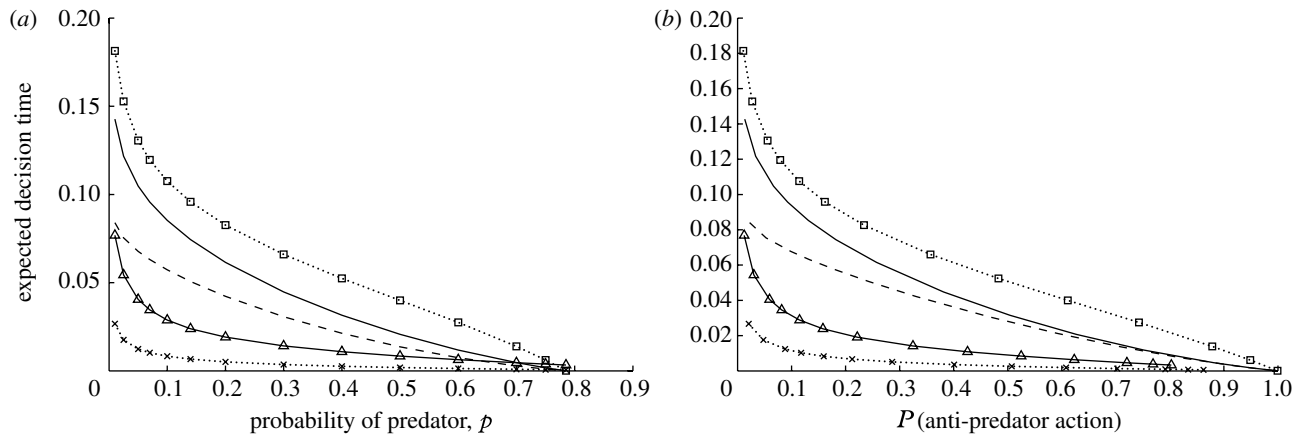 (a)
0.20
0.15
0.10
0.05
0 0.1 0.2 0.3 0.4 0.5 0.6 0.7 0.8 0.9
expected decision time
probability of predator, p
(b)
0.20
0.18
0.16
0.14
0.12
0.10
0.08
0.06
0.04
0.02
0 0.1 0.2 0.3 0.4 0.5 0.6 0.7 0.8 0.9 1.0
P(anti-predator action)